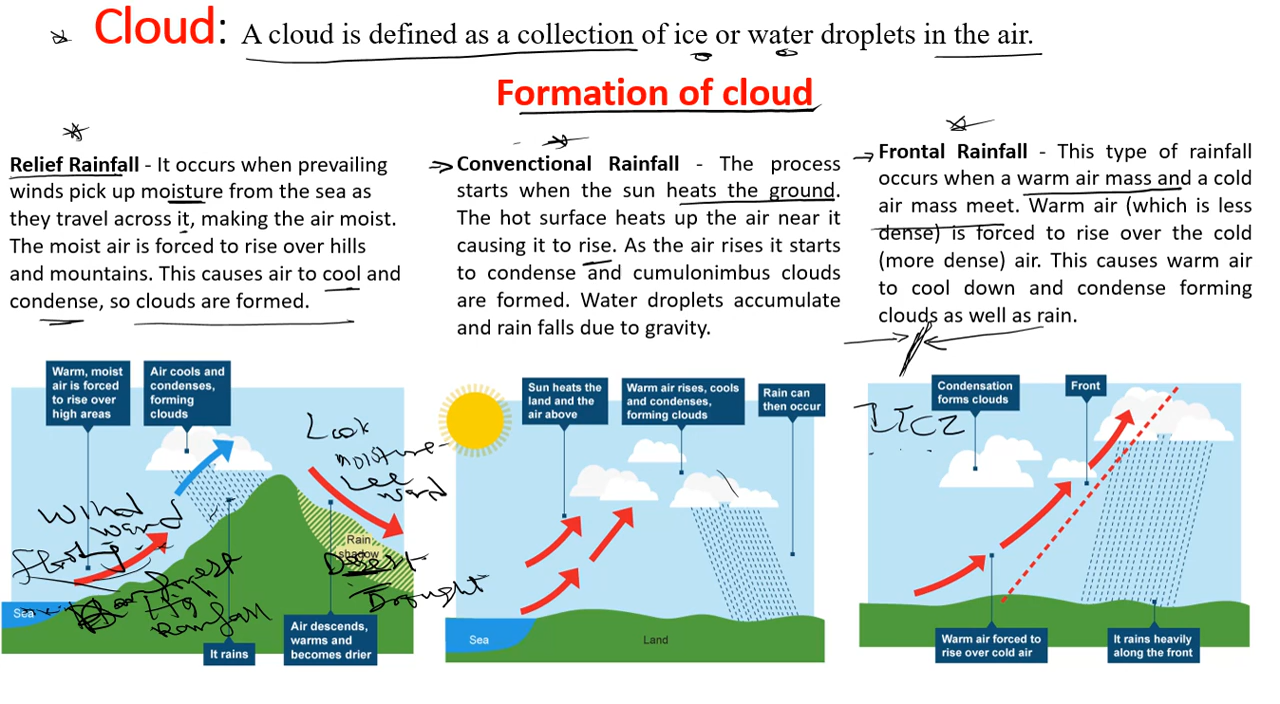 Cloud: A cloud is defined as a collection of ice or water droplets in the air.
Formation of cloud
Relief Rainfall - It occurs when prevailing
winds pick up moisture from the sea as
they travel across it, making the air moist.
The moist air is forced to rise over hills
and mountains. This causes air to cool and
condense, so clouds are formed.
Convenctional Rainfall - The process
starts when the sun heats the ground.
The hot surface heats up the air near it
causing it to rise. As the air rises it starts
to condense and cumulonimbus clouds
are formed. Water droplets accumulate
and rain falls due to gravity.
Frontal Rainfall - This type of rainfall
occurs when a warm air mass and a cold
air mass meet. Warm air (which is less
dense) is forced to rise over the cold
(more dense) air. This causes warm air
to cool down and condense forming
clouds as well as rain.
Warm, moist
air is forced
to rise over
high areas
Air cools and
condenses,
forming
clouds
Look
moisture
Lee
ward
Wind
ward
Rain
shadow
Desert
Drought
High
rainfall
Sea
Air descends,
warms and
becomes drier
It rains
Sun heats the
land and the
air above
Warm air rises, cools
and condenses,
forming clouds
Rain can
then occur
Sea
Land
Condensation
forms clouds
Front
ITCZ
Warm air forced to
rise over cold air
It rains heavily
along the front